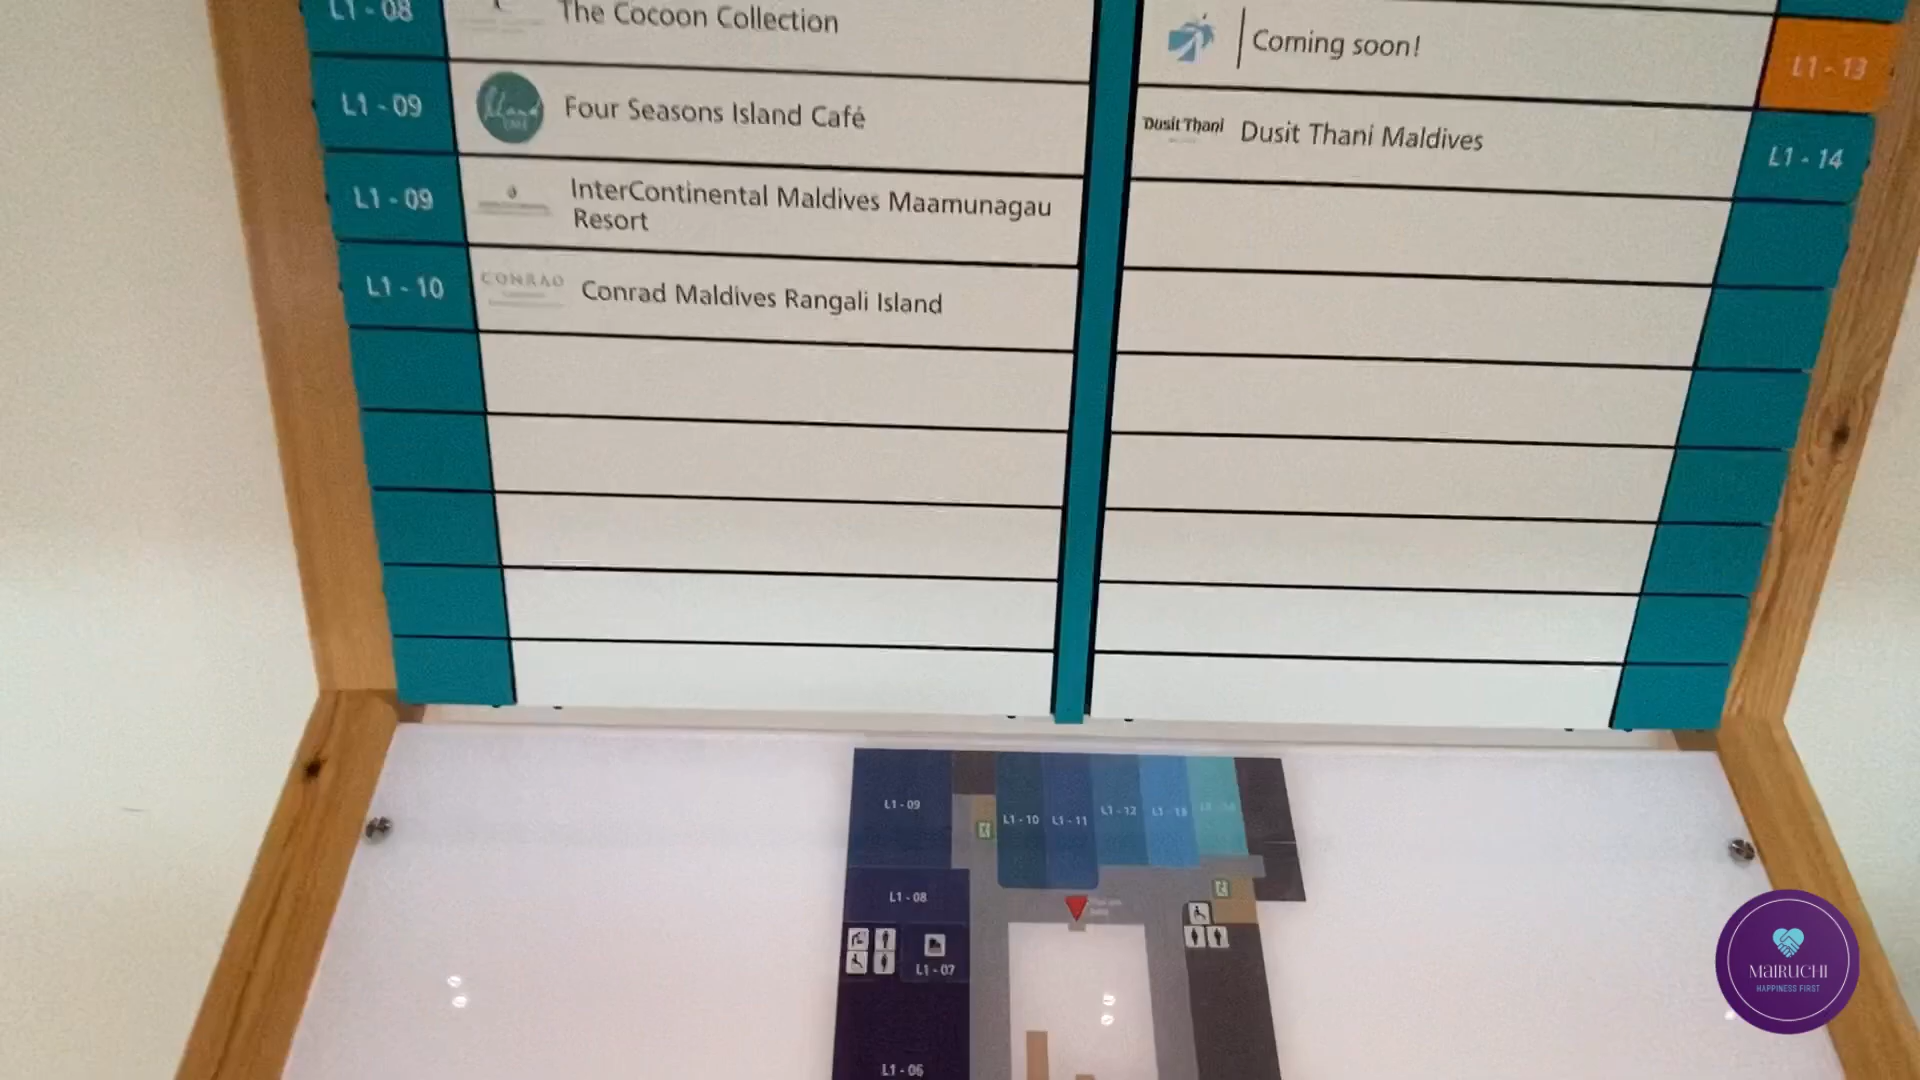 L1 - 08
The Cocoon Collection
L1 - 09
Island
Four Seasons Island Café
L1 - 09
InterContinental Maldives Maamunagau
Resort
L1 - 10
CONRAD
Conrad Maldives Rangali Island
Coming soon!
L1 - 13
Dusit Thani
Dusit Thani Maldives
L1 - 14
L1 - 09
L1 - 10
L1 - 11
L1 - 12
L1 - 13
L1 - 08
L1 - 07
L1 - 06
MAIRUCHI
HAPPINESS FIRST